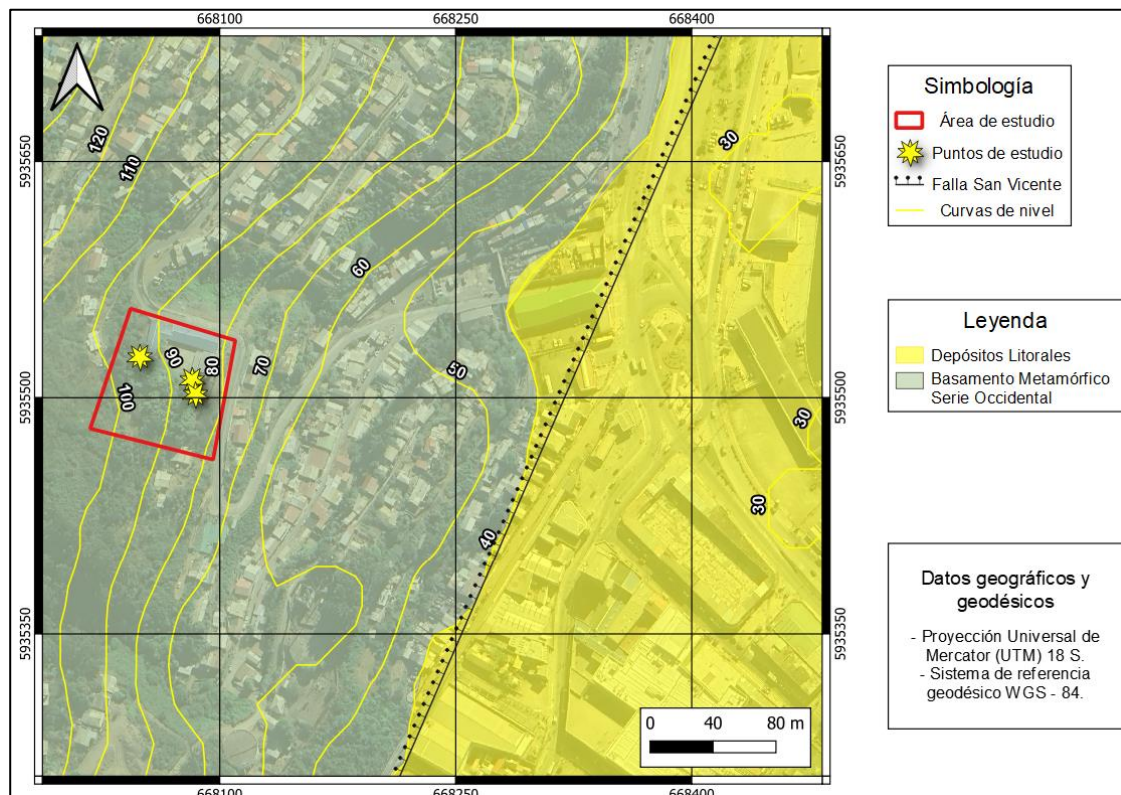 668100 668250 668400
120
110
30
5935650 5935650
60
90
80
70
50
100
5935500 5935500
30
30
40
5935350 5935350
0 40 80 m
668100 668250 668400
Simbología
Área de estudio
Puntos de estudio
Falla San Vicente
Curvas de nivel
Leyenda
Depósitos Litorales
Basamento Metamórfico
Serie Occidental
Datos geográficos y
geodésicos
- Proyección Universal de
Mercator (UTM) 18 S.
- Sistema de referencia
geodésico WGS - 84.